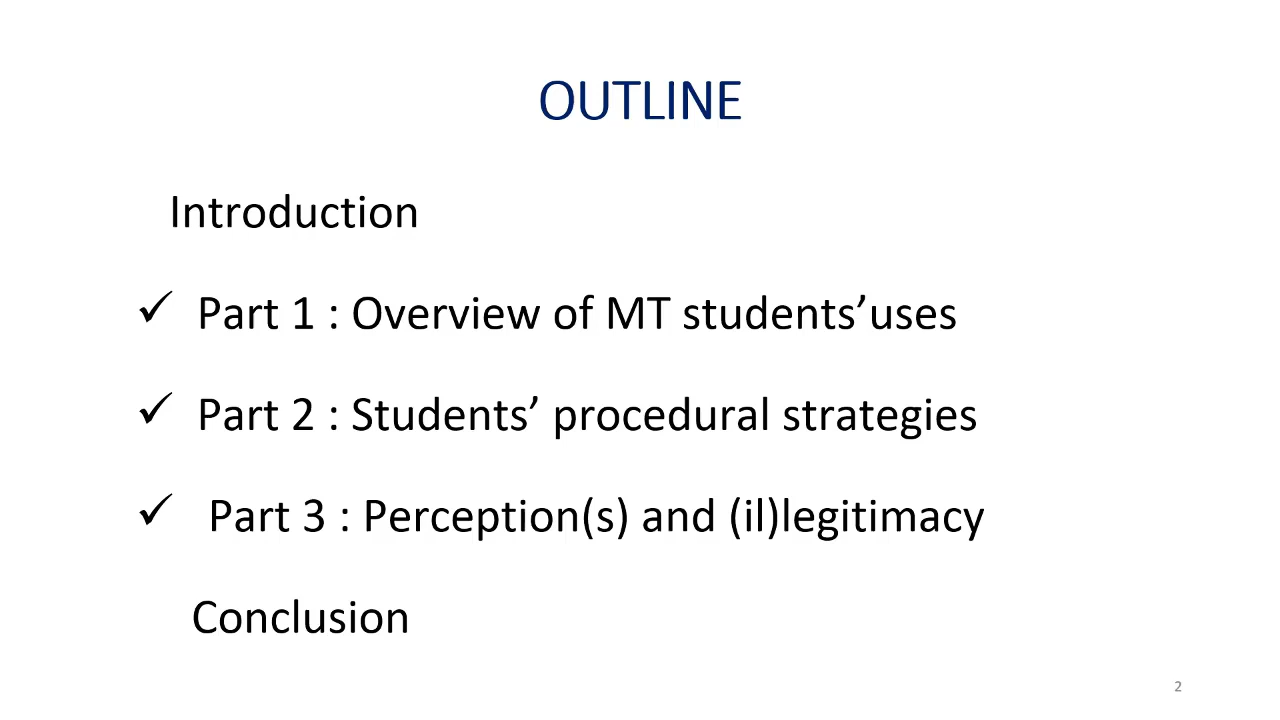 OUTLINE
Introduction
✓ Part 1 : Overview of MT students’uses
✓ Part 2 : Students’ procedural strategies
✓ Part 3 : Perception(s) and (il)legitimacy
Conclusion
2